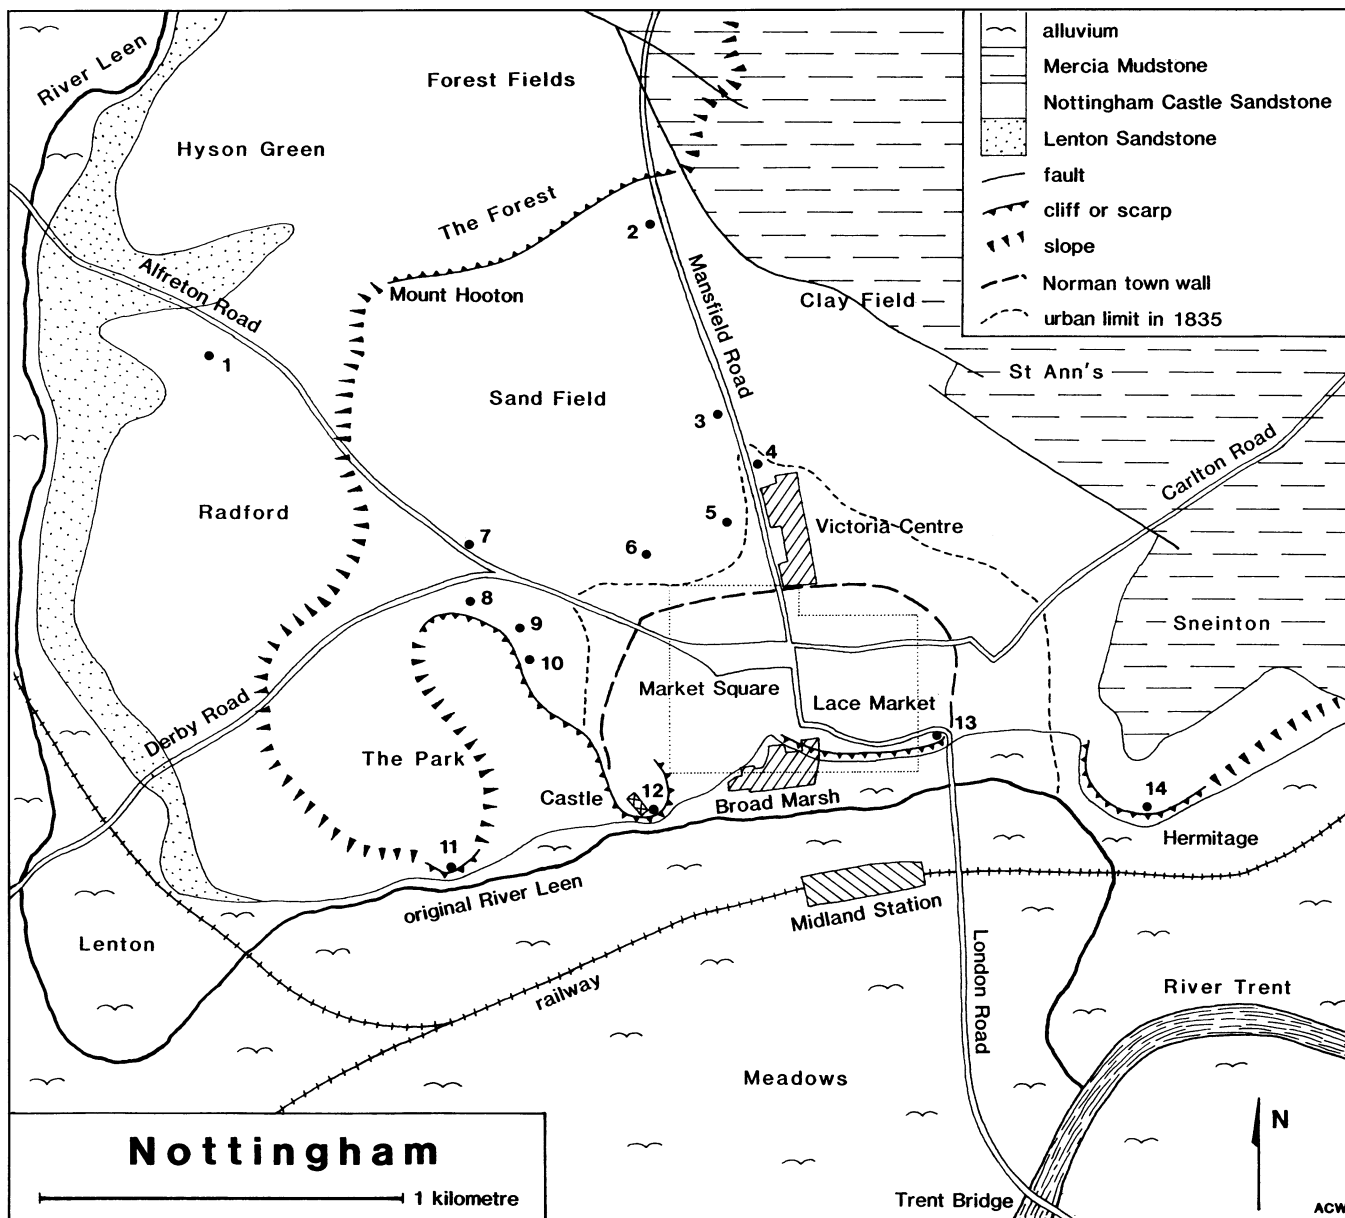 River Leen
Forest Fields
Hyson Green
alluvium
Mercia Mudstone
Nottingham Castle Sandstone
Lenton Sandstone
fault
cliff or scarp
slope
Norman town wall
urban limit in 1835
The Forest
2
Alfreton Road
Mount Hooton
Mansfield Road
Clay Field
1
St Ann's
Sand Field
3
4
Carlton Road
Radford
5
Victoria Centre
7
6
8
9
Sneinton
10
Market Square
Lace Market
13
Derby Road
The Park
Castle
12
Broad Marsh
14
Hermitage
11
original River Leen
Midland Station
Lenton
railway
London Road
River Trent
Meadows
N
Nottingham
1 kilometre
Trent Bridge
ACW